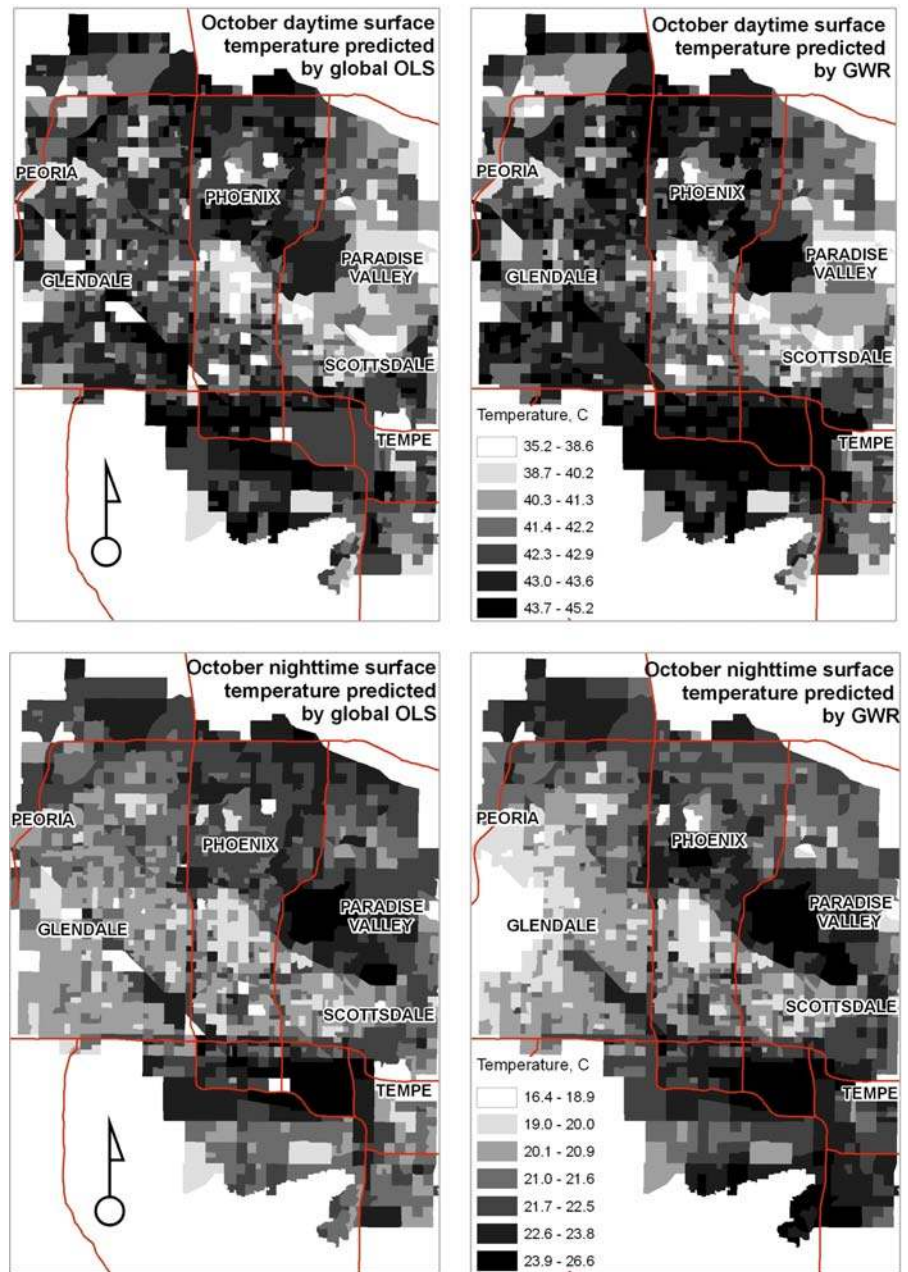 October daytime surface
temperature predicted
by global OLS
PEORIA
PHOENIX
GLENDALE
PARADISE
VALLEY
SCOTTSDALE
TEMPE
October daytime surface
temperature predicted
by GWR
PEORIA
PHOENIX
GLENDALE
PARADISE
VALLEY
SCOTTSDALE
TEMPE
Temperature, C
35.2 - 38.6
38.7 - 40.2
40.3 - 41.3
41.4 - 42.2
42.3 - 42.9
43.0 - 43.6
43.7 - 45.2
October nighttime surface
temperature predicted
by global OLS
PEORIA
PHOENIX
GLENDALE
PARADISE
VALLEY
SCOTTSDALE
TEMPE
October nighttime surface
temperature predicted
by GWR
PEORIA
PHOENIX
GLENDALE
PARADISE
VALLEY
SCOTTSDALE
TEMPE
Temperature, C
16.4 - 18.9
19.0 - 20.0
20.1 - 20.9
21.0 - 21.6
21.7 - 22.5
22.6 - 23.8
23.9 - 26.6